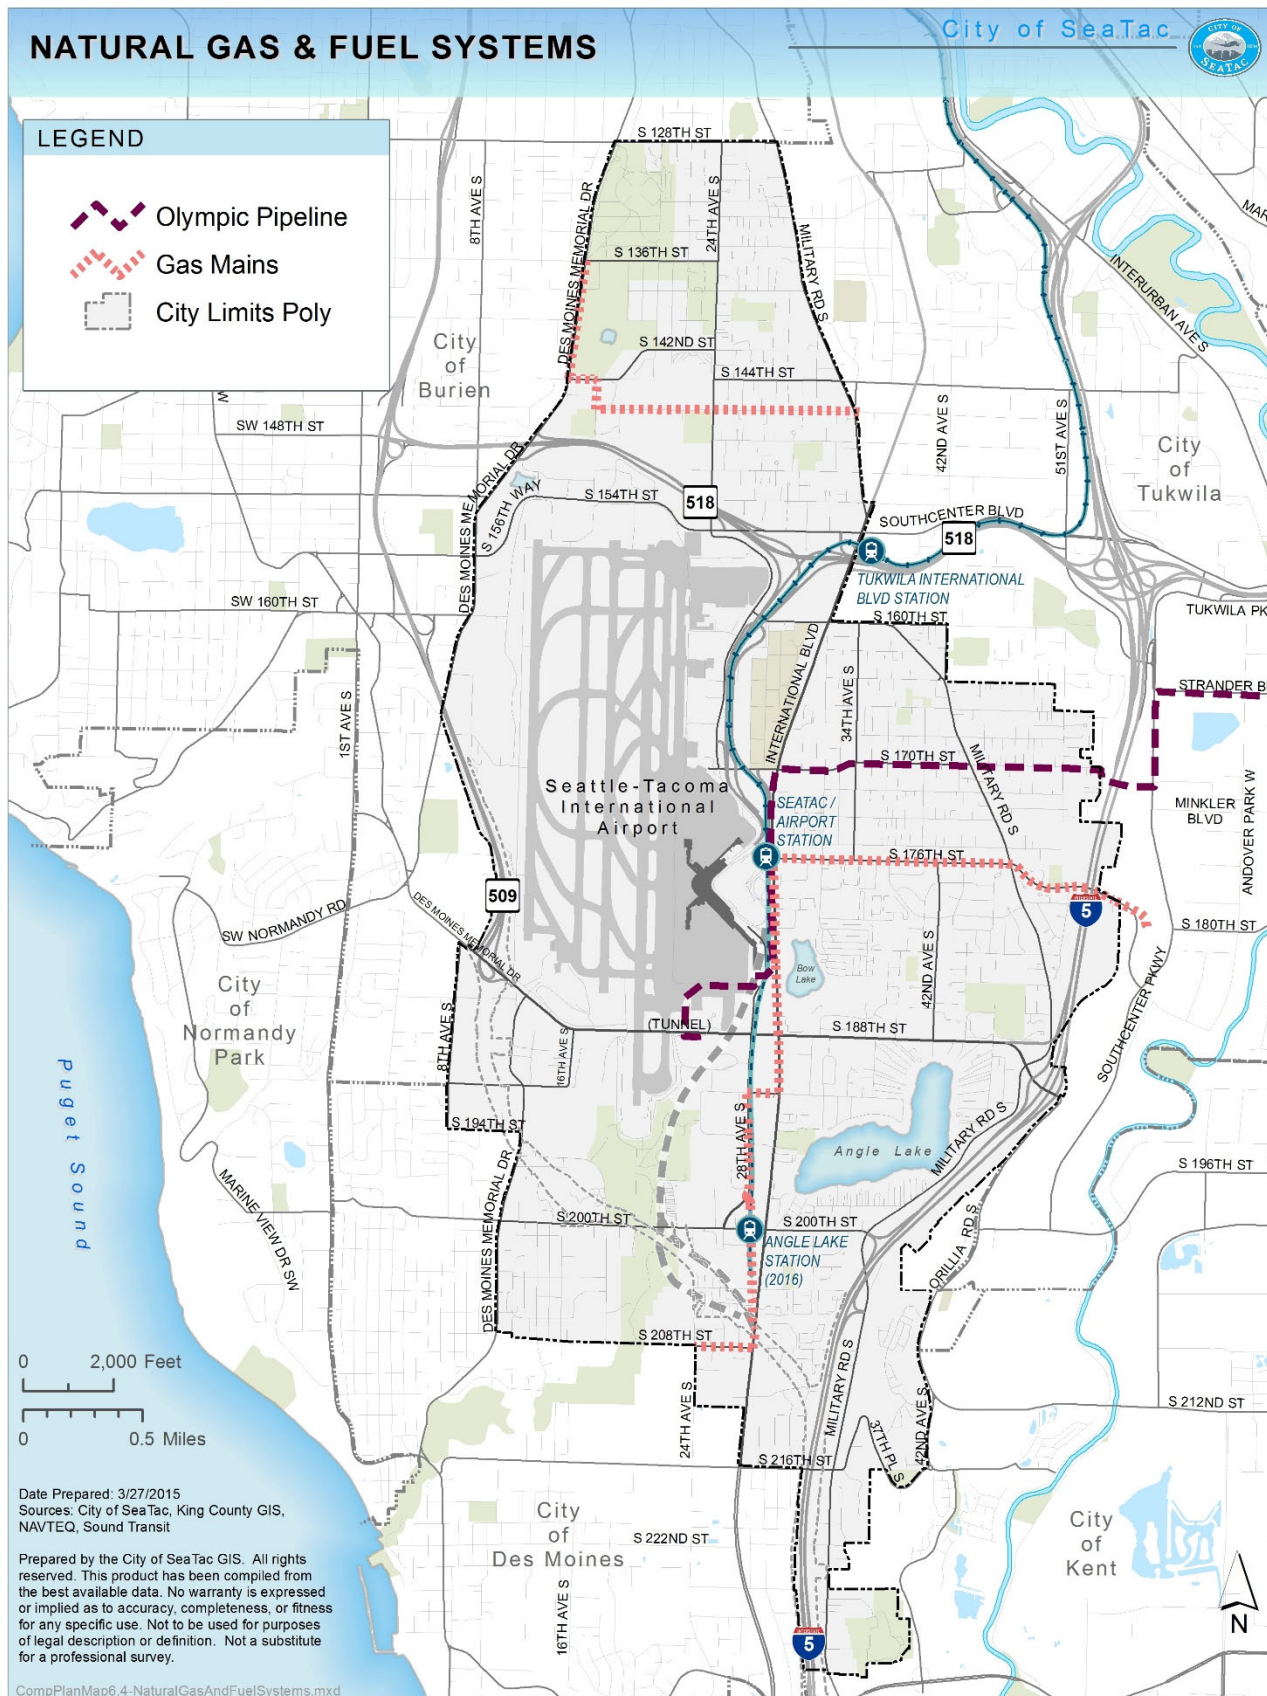 NATURAL GAS & FUEL SYSTEMS
City of SeaTac
CITY OF
SEATAC
LEGEND
Olympic Pipeline
Gas Mains
City Limits Poly
S 128TH ST
8TH AVE S
DES MOINES MEMORIAL DR
24TH AVE S
MILITARY RD S
S 136TH ST
INTERURBAN AVE S
City
of
Burien
DES MOINES MEMORIAL DR
S 142ND ST
S 144TH ST
42ND AVE S
51ST AVE S
City
of
Tukwila
SW 148TH ST
DES MOINES MEMORIAL DR
S 156TH WAY
S 154TH ST
518
SOUTHCENTER BLVD
518
TUKWILA INTERNATIONAL
BLVD STATION
DES MOINES MEMORIAL DR
SW 160TH ST
S 160TH ST
TUKWILA PK
INTERNATIONAL BLVD
34TH AVE S
STRANDER BL
1ST AVE S
S 170TH ST
MILITARY RD S
Seattle-Tacoma
International
Airport
SEATAC /
AIRPORT
STATION
MINKLER
BLVD
ANDOVER PARK W
S 176TH ST
509
DES MOINES MEMORIAL DR
SW NORMANDY RD
5
S 180TH ST
City
of
Normandy
Park
Bow
Lake
42ND AVE S
SOUTHCENTER PKWY
(TUNNEL)
S 188TH ST
8TH AVE S
16TH AVE S
Puget Sound
S 194TH ST
28TH AVE S
Angle Lake
MILITARY RD S
S 196TH ST
MARINE VIEW DR SW
DES MOINES MEMORIAL DR
S 200TH ST
S 200TH ST
ANGLE LAKE
STATION
(2016)
ORILLIA RD S
S 208TH ST
0 2,000 Feet
0 0.5 Miles
24TH AVE S
MILITARY RD S
37TH PL S
42ND AVE S
S 212ND ST
S 216TH ST
Date Prepared: 3/27/2015
Sources: City of SeaTac, King County GIS,
NAVTEQ, Sound Transit
City
of
Des Moines
S 222ND ST
16TH AVE S
City
of
Kent
Prepared by the City of SeaTac GIS. All rights
reserved. This product has been compiled from
the best available data. No warranty is expressed
or implied as to accuracy, completeness, or fitness
for any specific use. Not to be used for purposes
of legal description or definition. Not a substitute
for a professional survey.
5
N
CompPlanMap6.4-NaturalGasAndFuelSystems.mxd